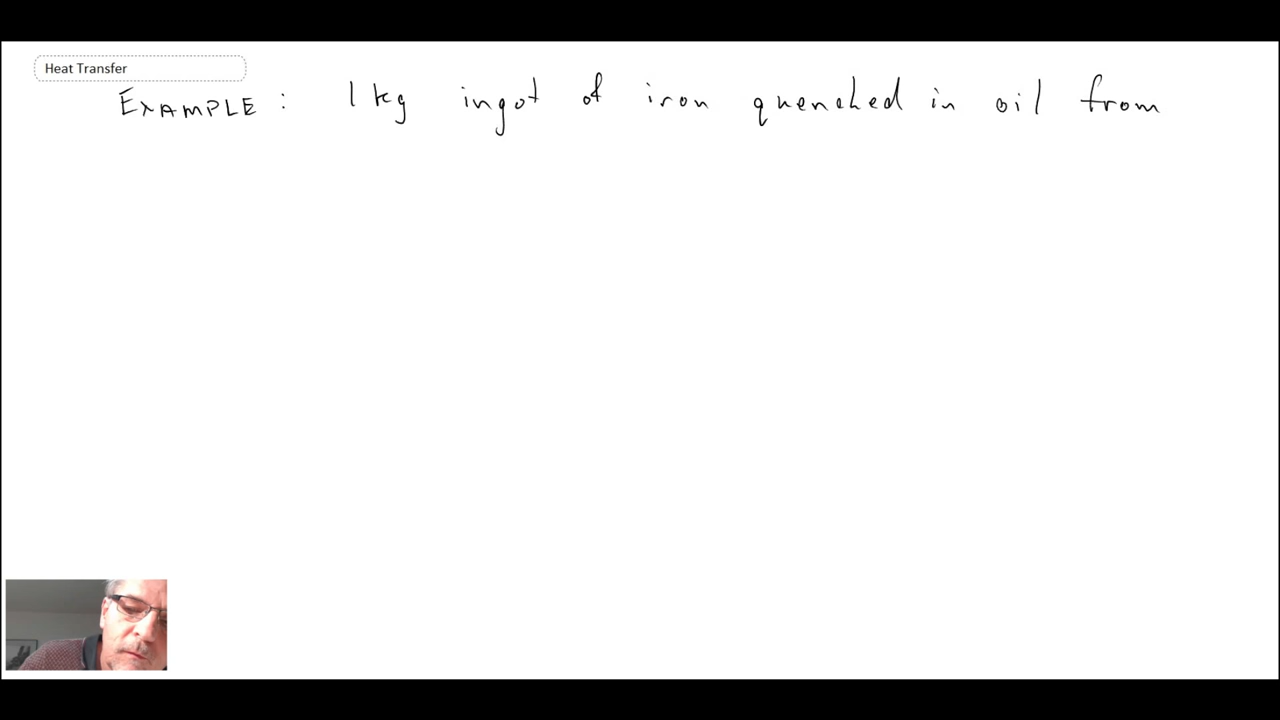 Heat Transfer
EXAMPLE : 1 kg ingot of iron quenched in oil from